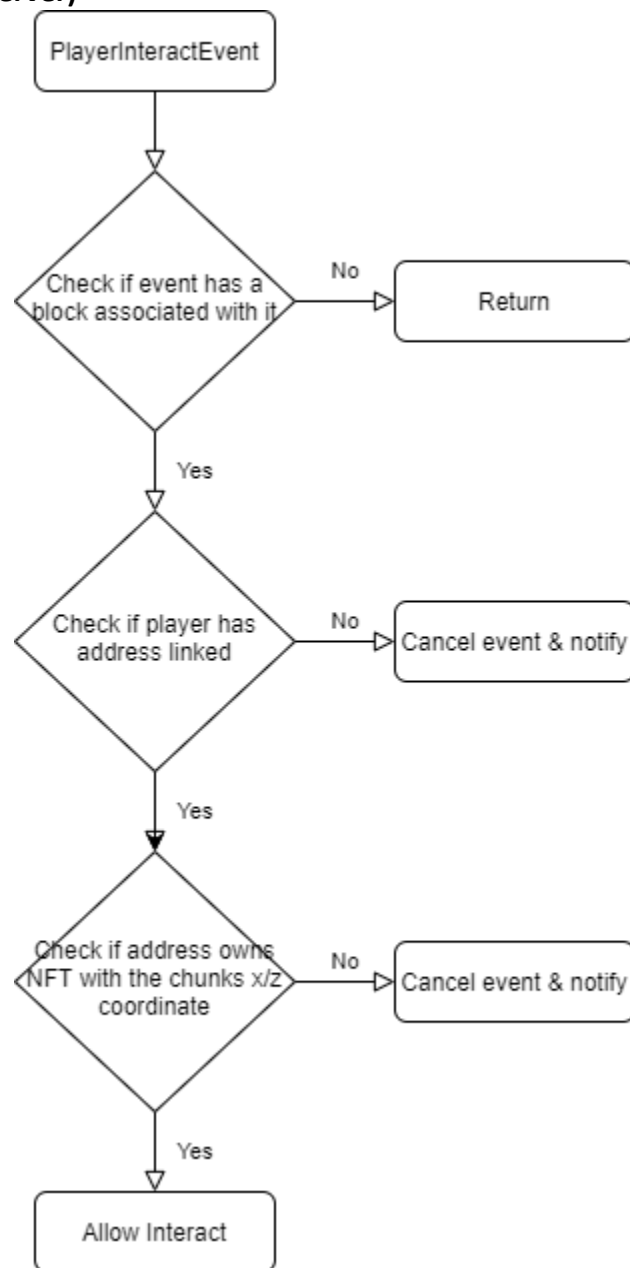 PlayerInteractEvent
Check if event has a
block associated with it
No
Return
Yes
Check if player has
address linked
No
Cancel event & notify
Yes
Check if address owns
NFT with the chunks x/z
coordinate
No
Cancel event & notify
Yes
Allow Interact